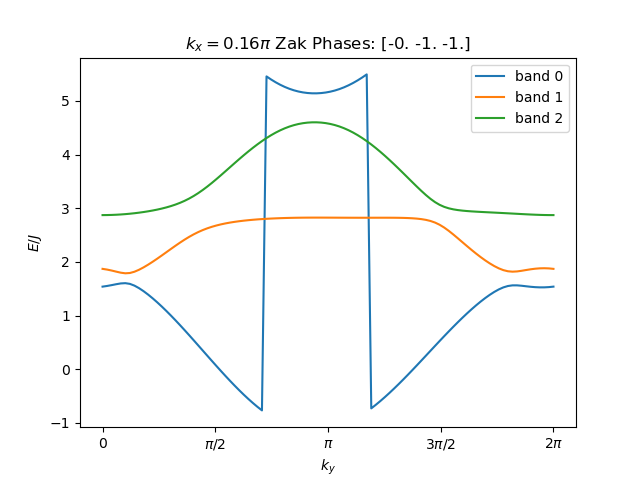 $k_x = 0.16\pi$ Zak Phases: [-0. -1. -1.]
band 0
band 1
band 2
E/J
5
4
3
2
1
0
−1
0
π/2
π
3π/2
2π
$k_y$